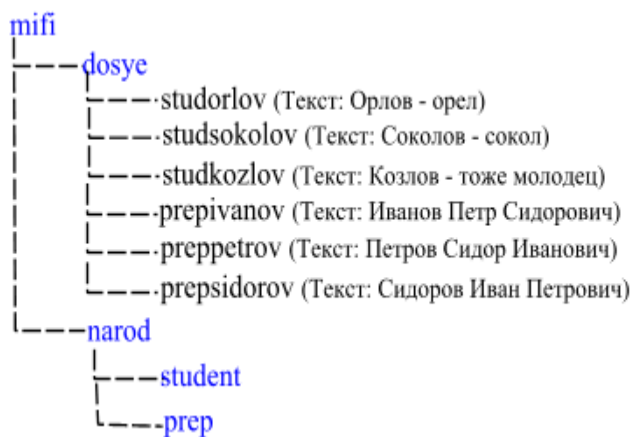 mifi
dosye
studorlov (Текст: Орлов - орел)
studsokolov (Текст: Соколов - сокол)
studkozlov (Текст: Козлов - тоже молодец)
prepivanov (Текст: Иванов Петр Сидорович)
preppetrov (Текст: Петров Сидор Иванович)
prepsidorov (Текст: Сидоров Иван Петрович)
narod
student
prep